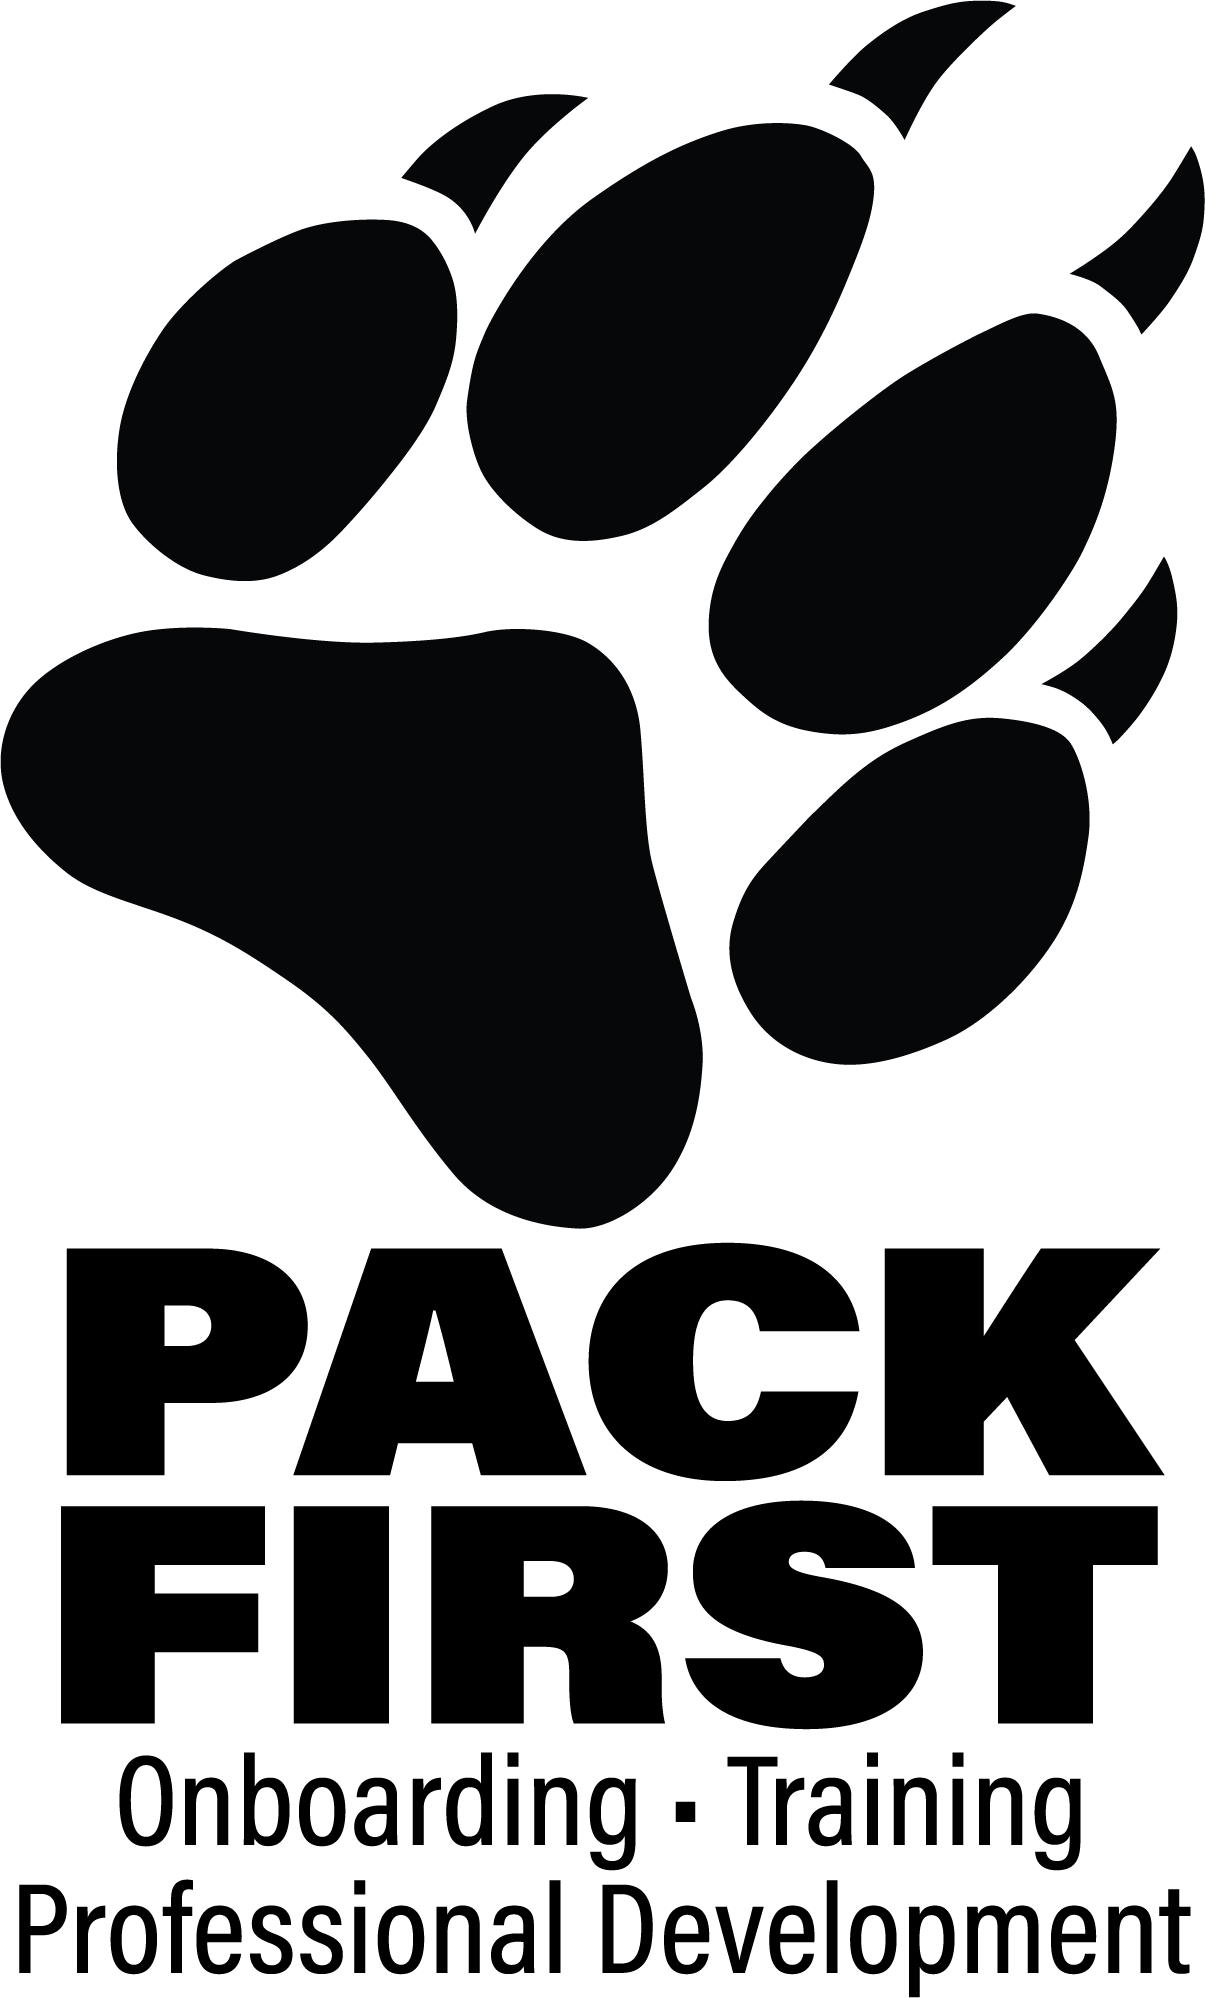 PACK
FIRST
Onboarding ▪ Training
Professional Development